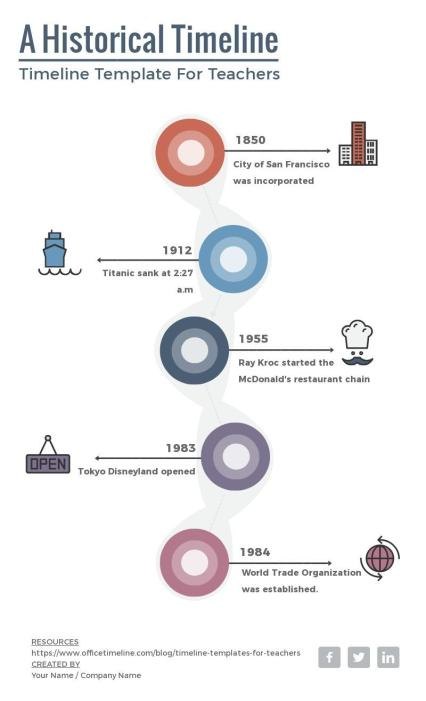 A Historical Timeline
Timeline Template For Teachers
1850
City of San Francisco
was incorporated
1912
Titanic sank at 2:27
a.m
1955
Ray Kroc started the
McDonald's restaurant chain
OPEN
1983
Tokyo Disneyland opened
1984
World Trade Organization
was established.
RESOURCES
https://www.officetimeline.com/blog/timeline-templates-for-teachers
CREATED BY
Your Name / Company Name
f
in